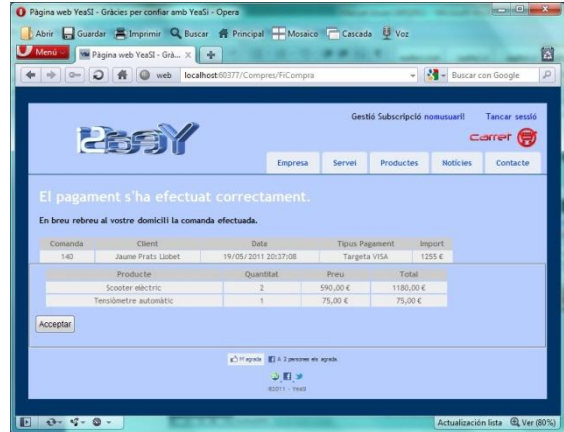 Pàgina web YeaSI - Gràcies per confiar amb YeaSi - Opera
Abrir Guardar Imprimir Buscar Principal Mosaico Cascada Voz
Menú Pàgina web YeaSI - Grà...
web localhost:60377/Compres/FiCompra Buscar con Google
Gestió Subscripció nomusuari! Tancar sessió
carret
Empresa Servei Productes Notícies Contacte
El pagament s'ha efectuat correctament.
En breu rebreu al vostre domicili la comanda efectuada.
Comanda Client Data Tipus Pagament Import
140 Jaume Prats Llobet 19/05/2011 20:37:08 Targeta VISA 1255 €
Producte Quantitat Preu Total
Scooter elèctric 2 590,00 € 1180,00 €
Tensiòmetre automàtic 1 75,00 € 75,00 €
Acceptar
M'agrada A 2 persones els agrada.
©2011 - YeaSI
Actualización lista Ver (80%)